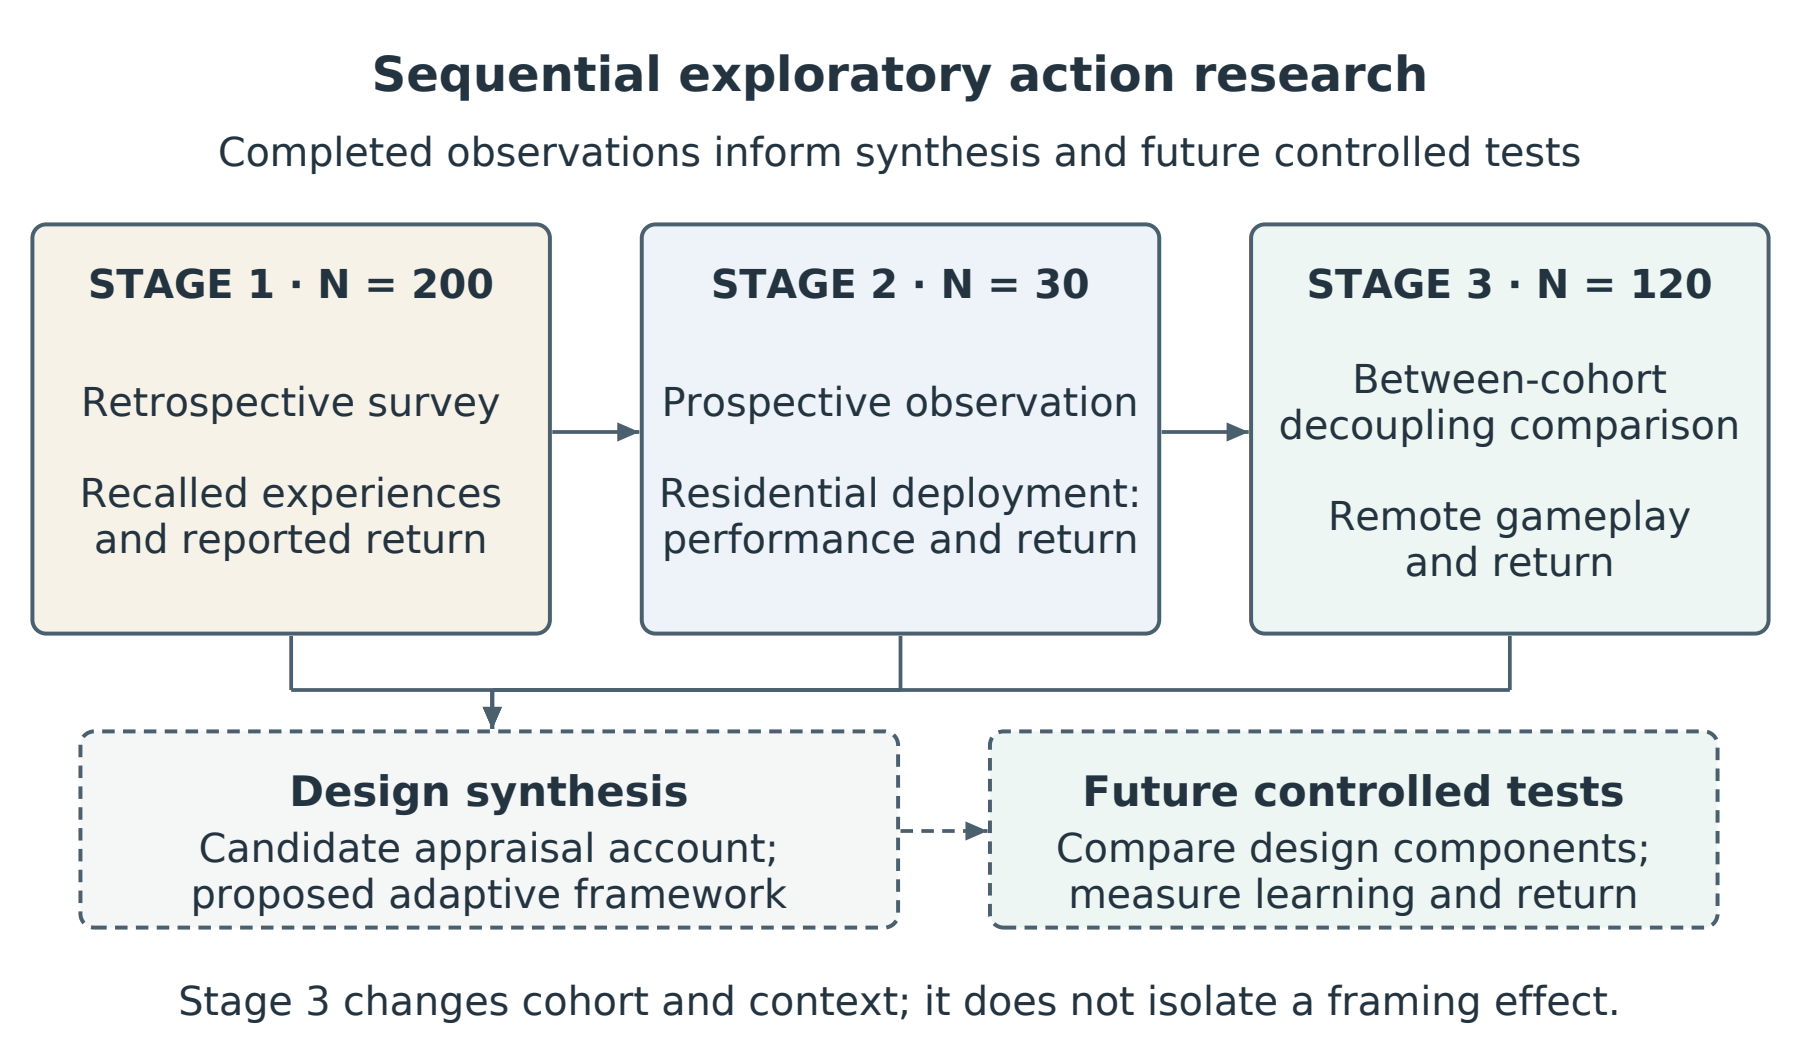 Sequential exploratory action research
Completed observations inform synthesis and future controlled tests
STAGE 1 · N = 200
Retrospective survey
Recalled experiences
and reported return
STAGE 2 · N = 30
Prospective observation
Residential deployment:
performance and return
STAGE 3 · N = 120
Between-cohort
decoupling comparison
Remote gameplay
and return
Design synthesis
Candidate appraisal account;
proposed adaptive framework
Future controlled tests
Compare design components;
measure learning and return
Stage 3 changes cohort and context; it does not isolate a framing effect.